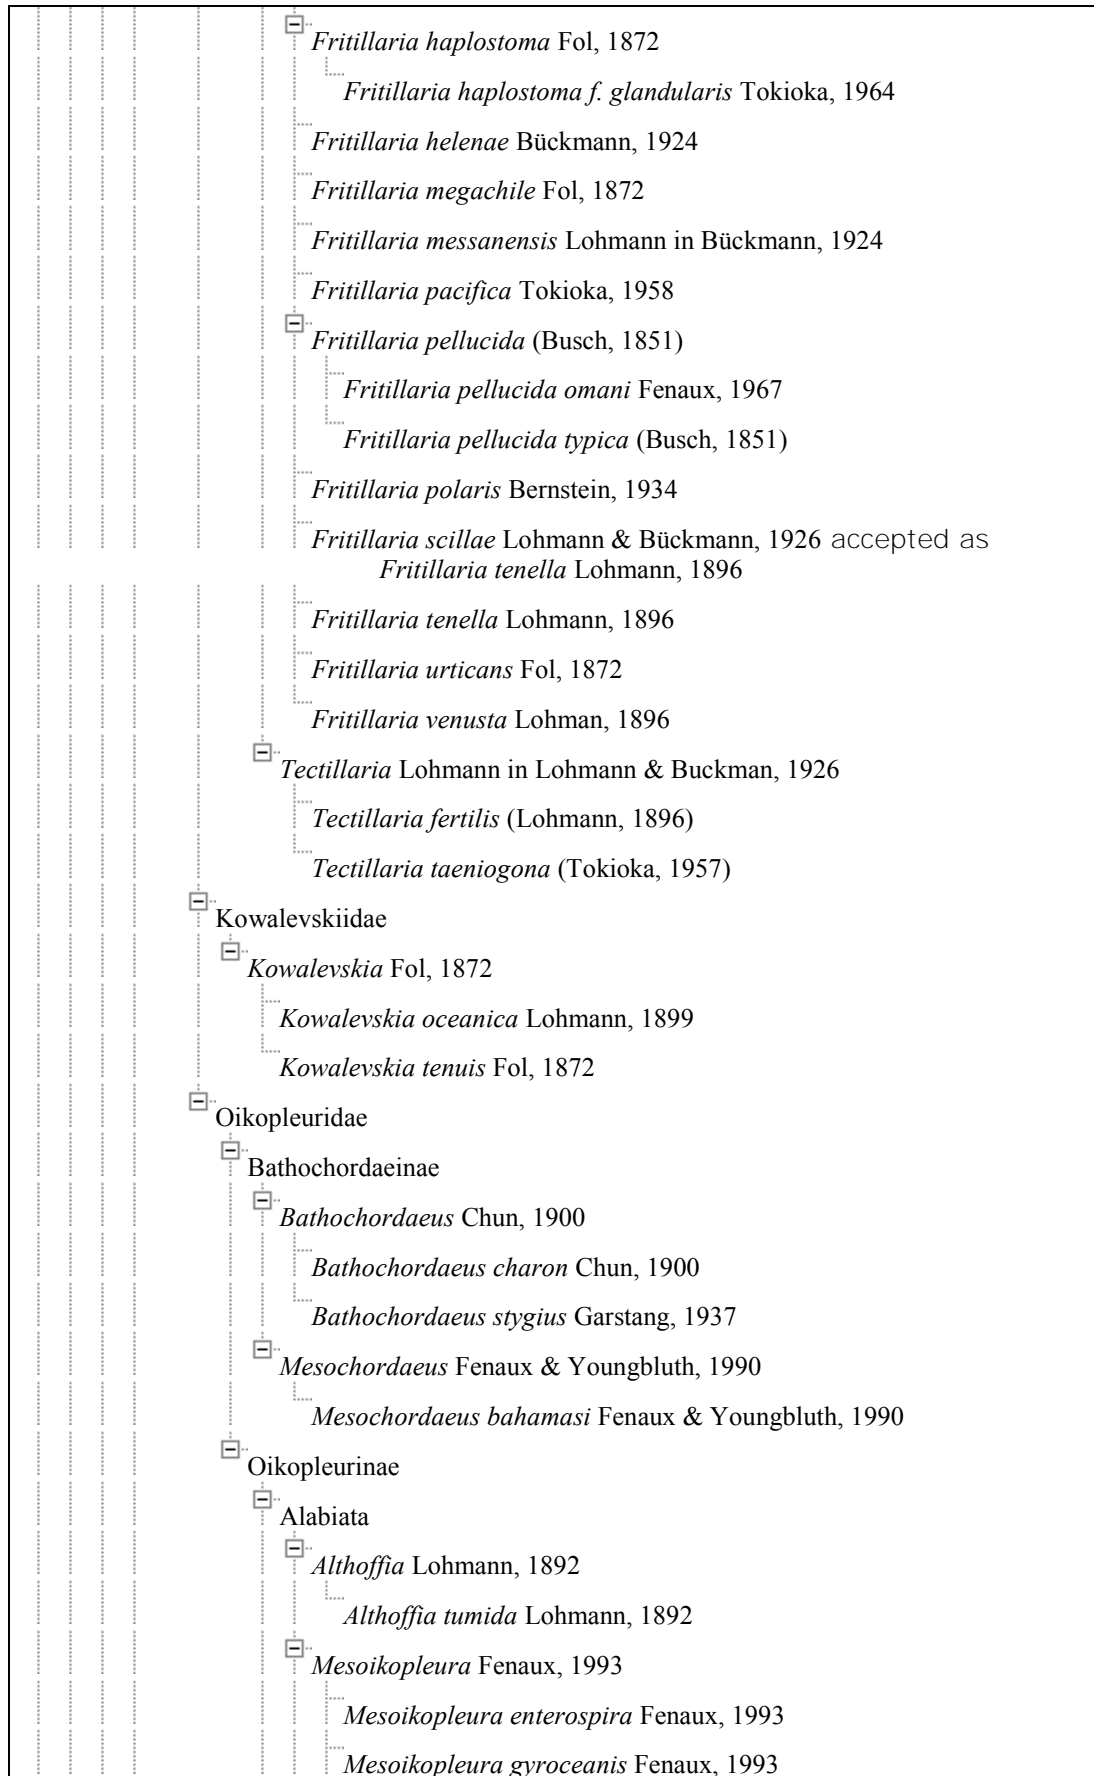 Fritillaria haplostoma Fol, 1872
Fritillaria haplostoma f. glandularis Tokioka, 1964
Fritillaria helenae Bückmann, 1924
Fritillaria megachile Fol, 1872
Fritillaria messanensis Lohmann in Bückmann, 1924
Fritillaria pacifica Tokioka, 1958
Fritillaria pellucida (Busch, 1851)
Fritillaria pellucida omani Fenaux, 1967
Fritillaria pellucida typica (Busch, 1851)
Fritillaria polaris Bernstein, 1934
Fritillaria scillae Lohmann & Bückmann, 1926 accepted as
Fritillaria tenella Lohmann, 1896
Fritillaria tenella Lohmann, 1896
Fritillaria urticans Fol, 1872
Fritillaria venusta Lohman, 1896
Tectillaria Lohmann in Lohmann & Buckman, 1926
Tectillaria fertilis (Lohmann, 1896)
Tectillaria taeniogona (Tokioka, 1957)
Kowalevskiidae
Kowalevskia Fol, 1872
Kowalevskia oceanica Lohmann, 1899
Kowalevskia tenuis Fol, 1872
Oikopleuridae
Bathochordaeinae
Bathochordaeus Chun, 1900
Bathochordaeus charon Chun, 1900
Bathochordaeus stygius Garstang, 1937
Mesochordaeus Fenaux & Youngbluth, 1990
Mesochordaeus bahamasi Fenaux & Youngbluth, 1990
Oikopleurinae
Alabiata
Althoffia Lohmann, 1892
Althoffia tumida Lohmann, 1892
Mesoikopleura Fenaux, 1993
Mesoikopleura enterospira Fenaux, 1993
Mesoikopleura gyroceanis Fenaux, 1993